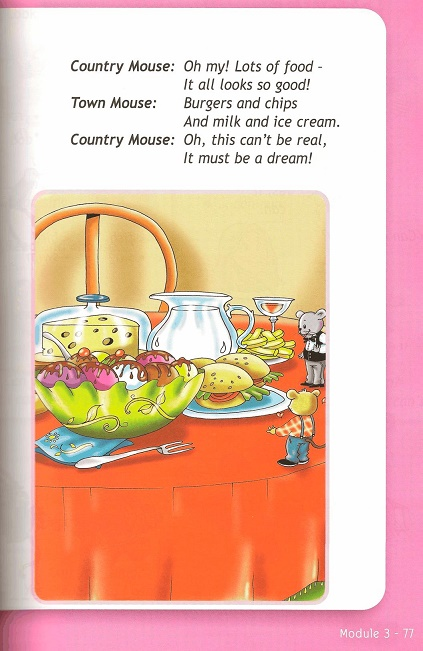 Country Mouse: Oh my! Lots of food -
It all looks so good!
Town Mouse: Burgers and chips
And milk and ice cream.
Country Mouse: Oh, this can't be real,
It must be a dream!
Module 3 - 77